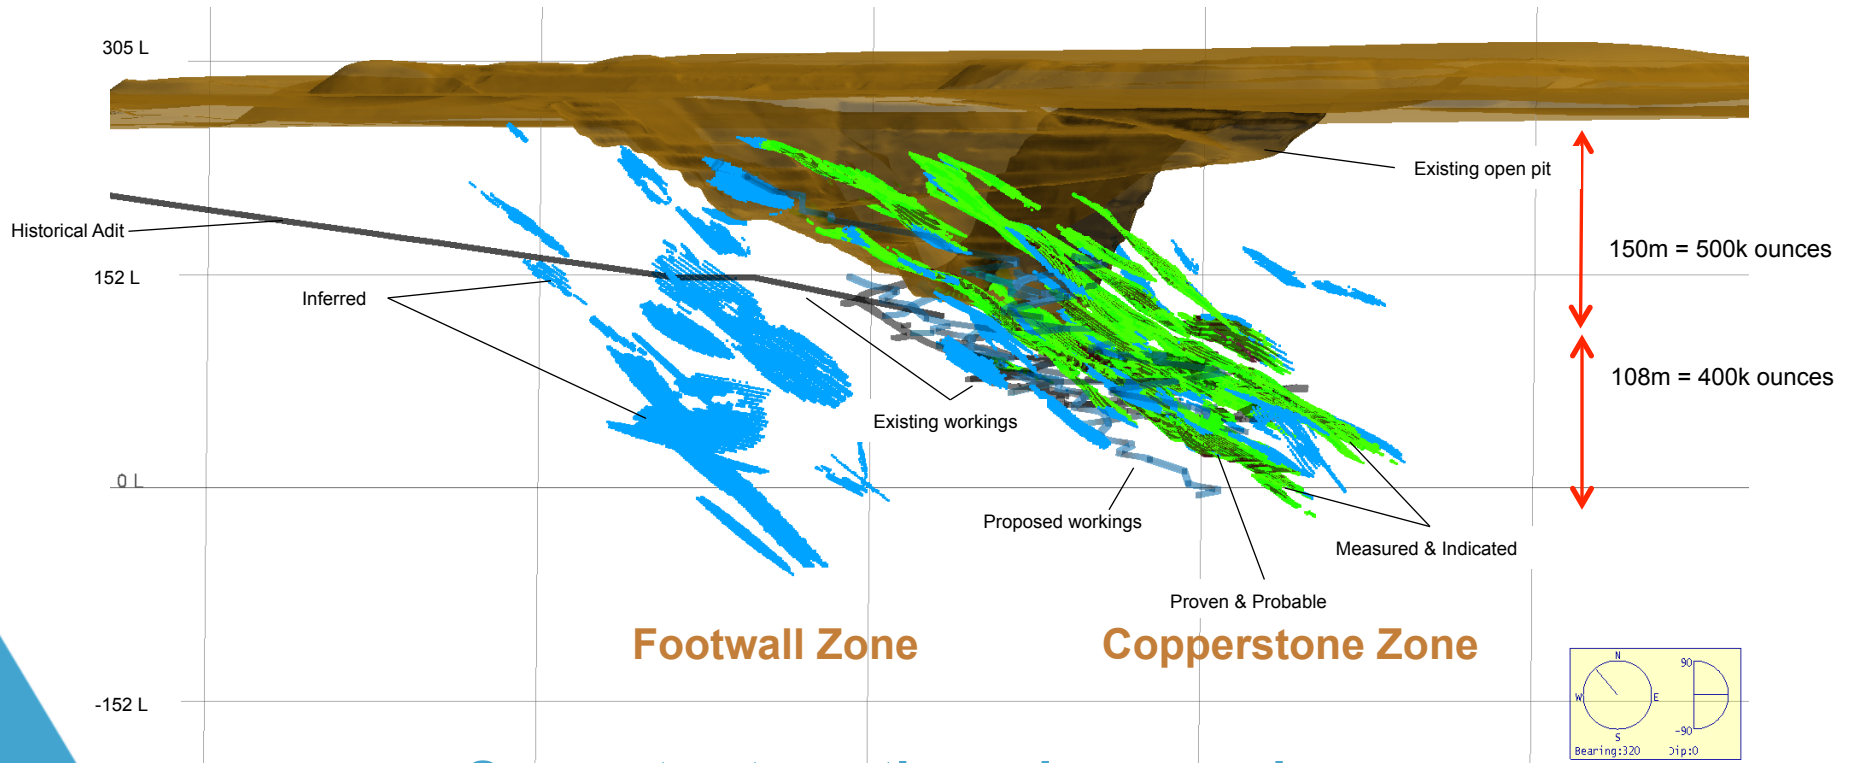 305 L
Existing open pit
Historical Adit
150m = 500k ounces
152 L
Inferred
108m = 400k ounces
Existing workings
0 L
Proposed workings
Measured & Indicated
Proven & Probable
Footwall Zone
Copperstone Zone
-152 L
N
W E
S
90
-90
Bearing:320 Dip:0